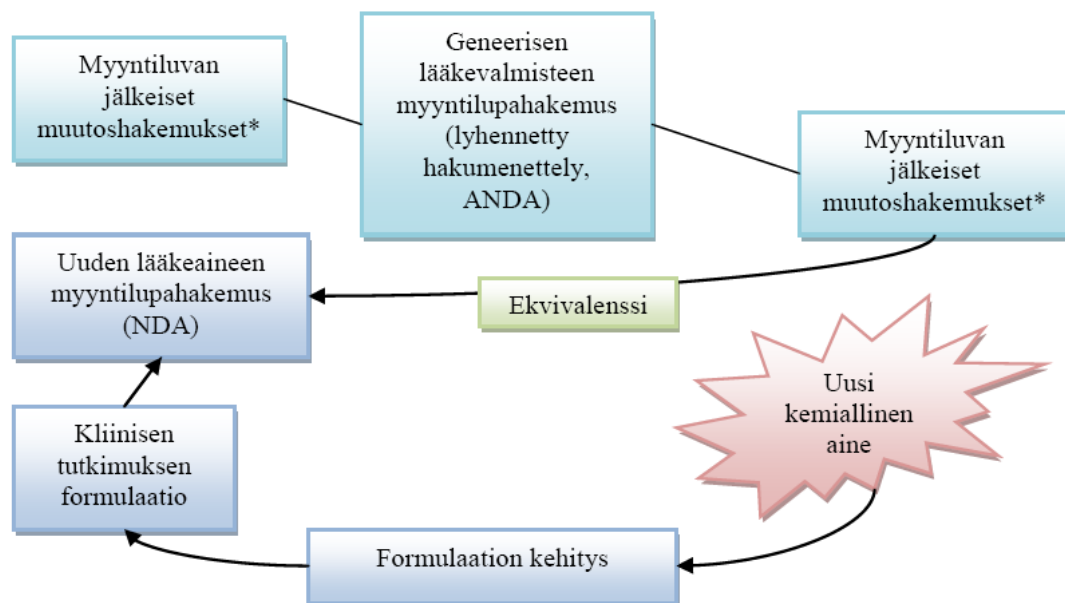 Myyntiluvan
jälkeiset
muutoshakemukset*
Geneerisen
lääkevalmisteen
myyntilupahakemus
(lyhennetty
hakumenettely,
ANDA)
Myyntiluvan
jälkeiset
muutoshakemukset*
Uuden lääkeaineen
myyntilupahakemus
(NDA)
Ekvivalenssi
Uusi
kemiallinen
aine
Kliinisen
tutkimuksen
formulaatio
Formulaation kehitys